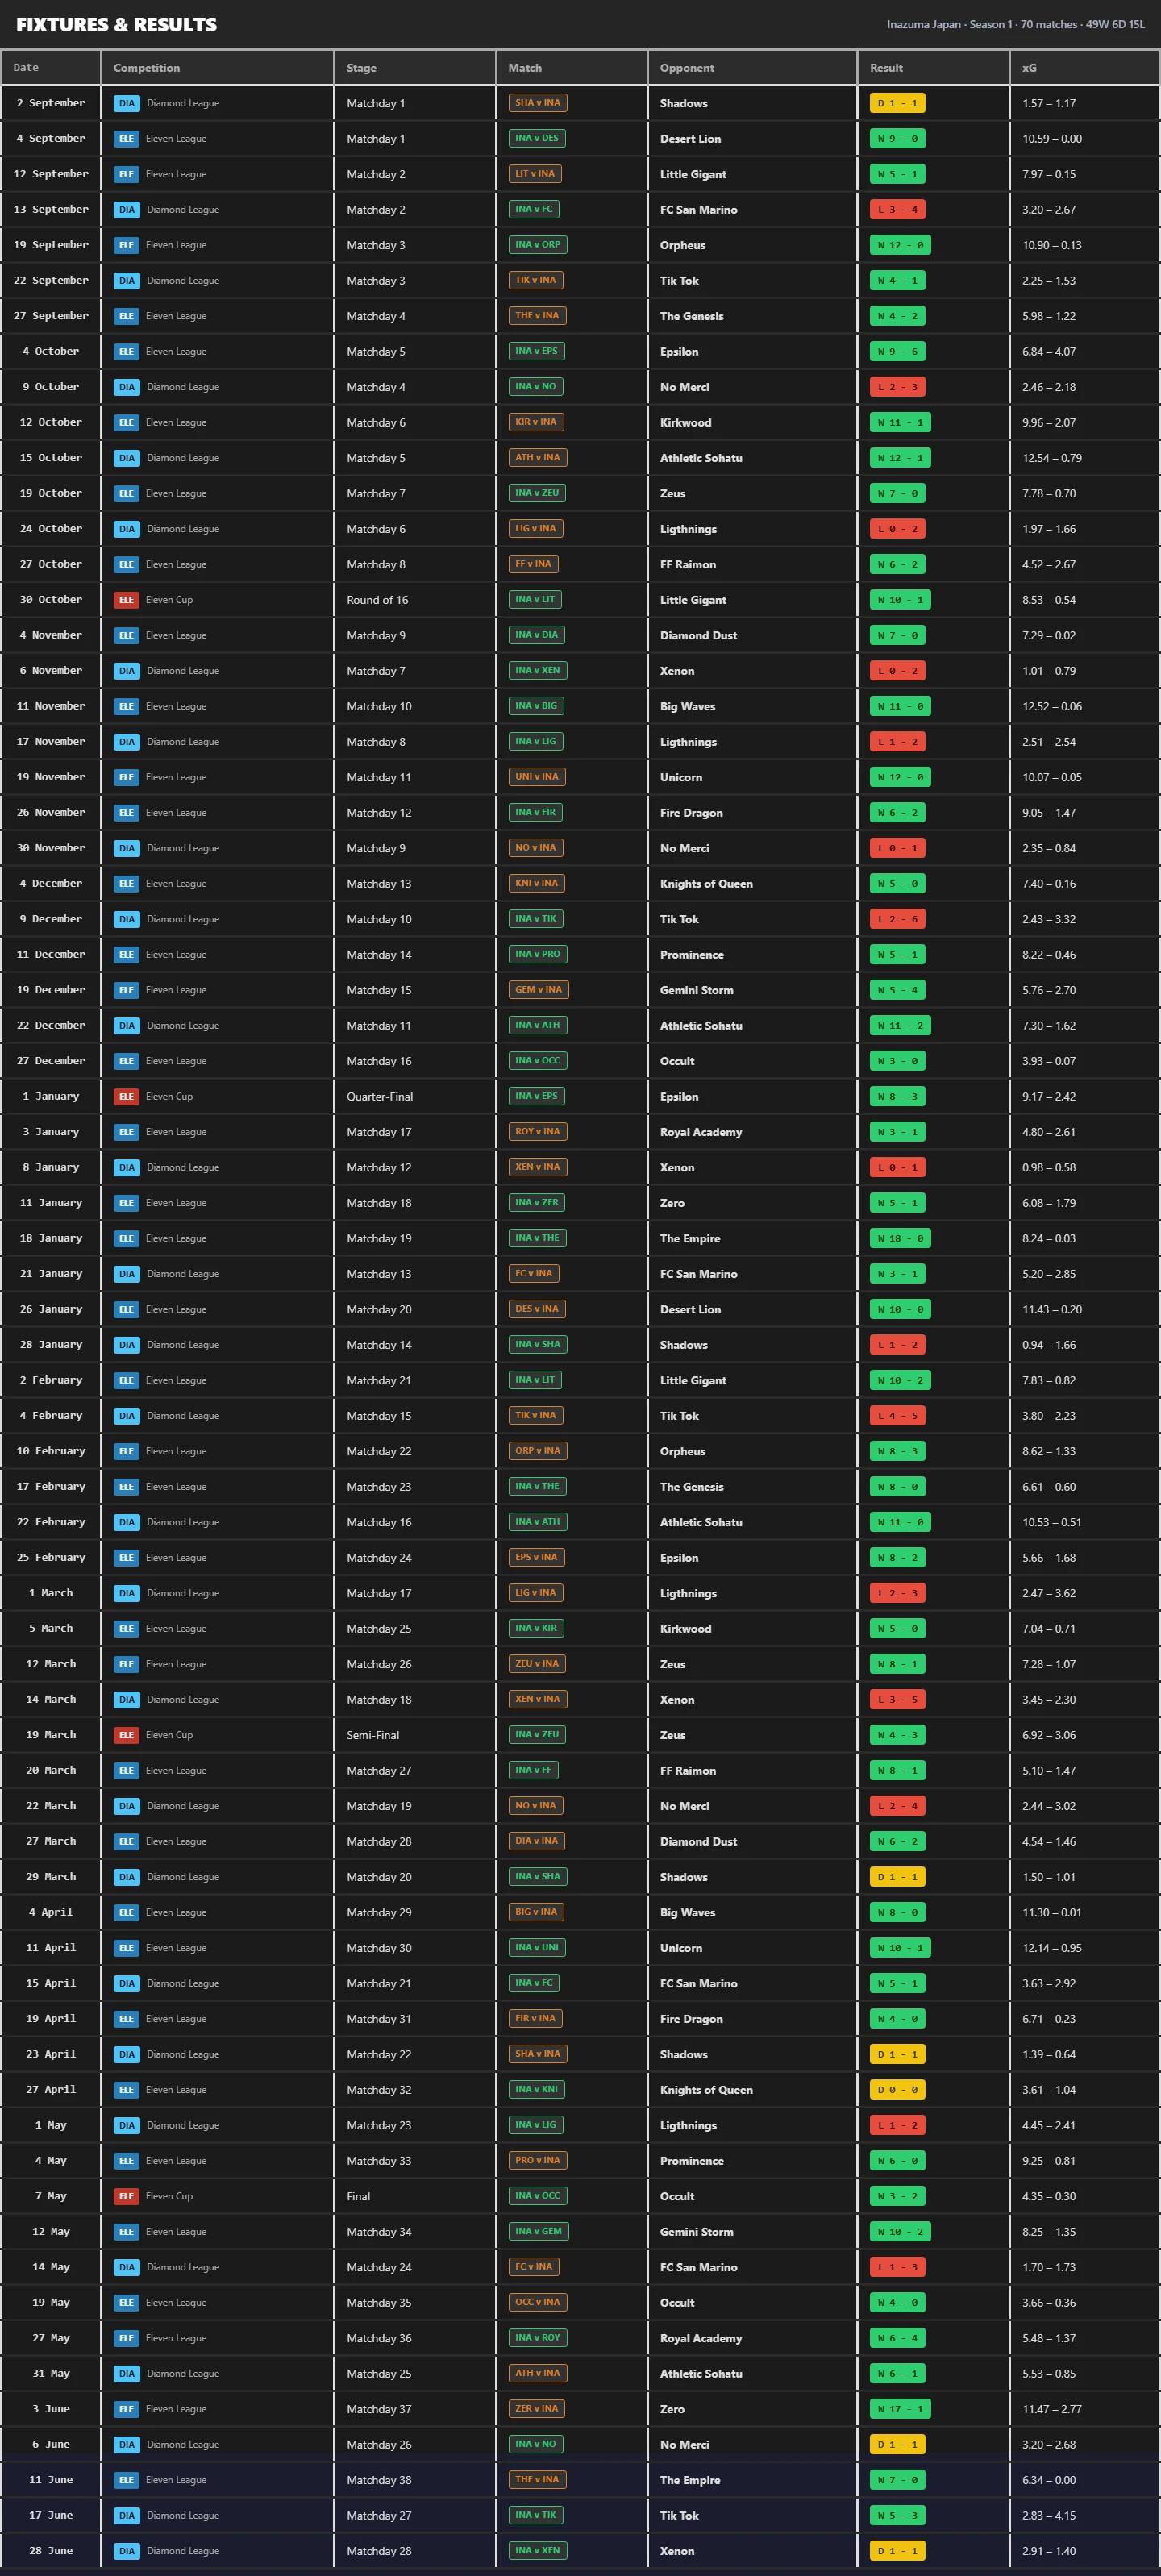 FIXTURES & RESULTS
Inazuma Japan · Season 1 · 70 matches · 49W 6D 15L
Date Competition Stage Match Opponent Result xG
2 September DIA Diamond League Matchday 1 SHA v INA Shadows D 1 - 1 1.57 – 1.17
4 September ELE Eleven League Matchday 1 INA v DES Desert Lion W 9 - 0 10.59 – 0.00
12 September ELE Eleven League Matchday 2 LIT v INA Little Gigant W 5 - 1 7.97 – 0.15
13 September DIA Diamond League Matchday 2 INA v FC FC San Marino L 3 - 4 3.20 – 2.67
19 September ELE Eleven League Matchday 3 INA v ORP Orpheus W 12 - 0 10.90 – 0.13
22 September DIA Diamond League Matchday 3 TIK v INA Tik Tok W 4 - 1 2.25 – 1.53
27 September ELE Eleven League Matchday 4 THE v INA The Genesis W 4 - 2 5.98 – 1.22
4 October ELE Eleven League Matchday 5 INA v EPS Epsilon W 9 - 6 6.84 – 4.07
9 October DIA Diamond League Matchday 4 INA v NO No Merci L 2 - 3 2.46 – 2.18
12 October ELE Eleven League Matchday 6 KIR v INA Kirkwood W 11 - 1 9.96 – 2.07
15 October DIA Diamond League Matchday 5 ATH v INA Athletic Sohatu W 12 - 1 12.54 – 0.79
19 October ELE Eleven League Matchday 7 INA v ZEU Zeus W 7 - 0 7.78 – 0.70
24 October DIA Diamond League Matchday 6 LIG v INA Ligthnings L 0 - 2 1.97 – 1.66
27 October ELE Eleven League Matchday 8 FF v INA FF Raimon W 6 - 2 4.52 – 2.67
30 October ELE Eleven Cup Round of 16 INA v LIT Little Gigant W 10 - 1 8.53 – 0.54
4 November ELE Eleven League Matchday 9 INA v DIA Diamond Dust W 7 - 0 7.29 – 0.02
6 November DIA Diamond League Matchday 7 INA v XEN Xenon L 0 - 2 1.01 – 0.79
11 November ELE Eleven League Matchday 10 INA v BIG Big Waves W 11 - 0 12.52 – 0.06
17 November DIA Diamond League Matchday 8 INA v LIG Ligthnings L 1 - 2 2.51 – 2.54
19 November ELE Eleven League Matchday 11 UNI v INA Unicorn W 12 - 0 10.07 – 0.05
26 November ELE Eleven League Matchday 12 INA v FIR Fire Dragon W 6 - 2 9.05 – 1.47
30 November DIA Diamond League Matchday 9 NO v INA No Merci L 0 - 1 2.35 – 0.84
4 December ELE Eleven League Matchday 13 KNI v INA Knights of Queen W 5 - 0 7.40 – 0.16
9 December DIA Diamond League Matchday 10 INA v TIK Tik Tok L 2 - 6 2.43 – 3.32
11 December ELE Eleven League Matchday 14 INA v PRO Prominence W 5 - 1 8.22 – 0.46
19 December ELE Eleven League Matchday 15 GEM v INA Gemini Storm W 5 - 4 5.76 – 2.70
22 December DIA Diamond League Matchday 11 INA v ATH Athletic Sohatu W 11 - 2 7.30 – 1.62
27 December ELE Eleven League Matchday 16 INA v OCC Occult W 3 - 0 3.93 – 0.07
1 January ELE Eleven Cup Quarter-Final INA v EPS Epsilon W 8 - 3 9.17 – 2.42
3 January ELE Eleven League Matchday 17 ROY v INA Royal Academy W 3 - 1 4.80 – 2.61
8 January DIA Diamond League Matchday 12 XEN v INA Xenon L 0 - 1 0.98 – 0.58
11 January ELE Eleven League Matchday 18 INA v ZER Zero W 5 - 1 6.08 – 1.79
18 January ELE Eleven League Matchday 19 INA v THE The Empire W 18 - 0 8.24 – 0.03
21 January DIA Diamond League Matchday 13 FC v INA FC San Marino W 3 - 1 5.20 – 2.85
26 January ELE Eleven League Matchday 20 DES v INA Desert Lion W 10 - 0 11.43 – 0.20
28 January DIA Diamond League Matchday 14 INA v SHA Shadows L 1 - 2 0.94 – 1.66
2 February ELE Eleven League Matchday 21 INA v LIT Little Gigant W 10 - 2 7.83 – 0.82
4 February DIA Diamond League Matchday 15 TIK v INA Tik Tok L 4 - 5 3.80 – 2.23
10 February ELE Eleven League Matchday 22 ORP v INA Orpheus W 8 - 3 8.62 – 1.33
17 February ELE Eleven League Matchday 23 INA v THE The Genesis W 8 - 0 6.61 – 0.60
22 February DIA Diamond League Matchday 16 INA v ATH Athletic Sohatu W 11 - 0 10.53 – 0.51
25 February ELE Eleven League Matchday 24 EPS v INA Epsilon W 8 - 2 5.66 – 1.68
1 March DIA Diamond League Matchday 17 LIG v INA Ligthnings L 2 - 3 2.47 – 3.62
5 March ELE Eleven League Matchday 25 INA v KIR Kirkwood W 5 - 0 7.04 – 0.71
12 March ELE Eleven League Matchday 26 ZEU v INA Zeus W 8 - 1 7.28 – 1.07
14 March DIA Diamond League Matchday 18 XEN v INA Xenon L 3 - 5 3.45 – 2.30
19 March ELE Eleven Cup Semi-Final INA v ZEU Zeus W 4 - 3 6.92 – 3.06
20 March ELE Eleven League Matchday 27 INA v FF FF Raimon W 8 - 1 5.10 – 1.47
22 March DIA Diamond League Matchday 19 NO v INA No Merci L 2 - 4 2.44 – 3.02
27 March ELE Eleven League Matchday 28 DIA v INA Diamond Dust W 6 - 2 4.54 – 1.46
29 March DIA Diamond League Matchday 20 INA v SHA Shadows D 1 - 1 1.50 – 1.01
4 April ELE Eleven League Matchday 29 BIG v INA Big Waves W 8 - 0 11.30 – 0.01
11 April ELE Eleven League Matchday 30 INA v UNI Unicorn W 10 - 1 12.14 – 0.95
15 April DIA Diamond League Matchday 21 INA v FC FC San Marino W 5 - 1 3.63 – 2.92
19 April ELE Eleven League Matchday 31 FIR v INA Fire Dragon W 4 - 0 6.71 – 0.23
23 April DIA Diamond League Matchday 22 SHA v INA Shadows D 1 - 1 1.39 – 0.64
27 April ELE Eleven League Matchday 32 INA v KNI Knights of Queen D 0 - 0 3.61 – 1.04
1 May DIA Diamond League Matchday 23 INA v LIG Ligthnings L 1 - 2 4.45 – 2.41
4 May ELE Eleven League Matchday 33 PRO v INA Prominence W 6 - 0 9.25 – 0.81
7 May ELE Eleven Cup Final INA v OCC Occult W 3 - 2 4.35 – 0.30
12 May ELE Eleven League Matchday 34 INA v GEM Gemini Storm W 10 - 2 8.25 – 1.35
14 May DIA Diamond League Matchday 24 FC v INA FC San Marino L 1 - 3 1.70 – 1.73
19 May ELE Eleven League Matchday 35 OCC v INA Occult W 4 - 0 3.66 – 0.36
27 May ELE Eleven League Matchday 36 INA v ROY Royal Academy W 6 - 4 5.48 – 1.37
31 May DIA Diamond League Matchday 25 ATH v INA Athletic Sohatu W 6 - 1 5.53 – 0.85
3 June ELE Eleven League Matchday 37 ZER v INA Zero W 17 - 1 11.47 – 2.77
6 June DIA Diamond League Matchday 26 INA v NO No Merci D 1 - 1 3.20 – 2.68
11 June ELE Eleven League Matchday 38 THE v INA The Empire W 7 - 0 6.34 – 0.00
17 June DIA Diamond League Matchday 27 INA v TIK Tik Tok W 5 - 3 2.83 – 4.15
28 June DIA Diamond League Matchday 28 INA v XEN Xenon D 1 - 1 2.91 – 1.40